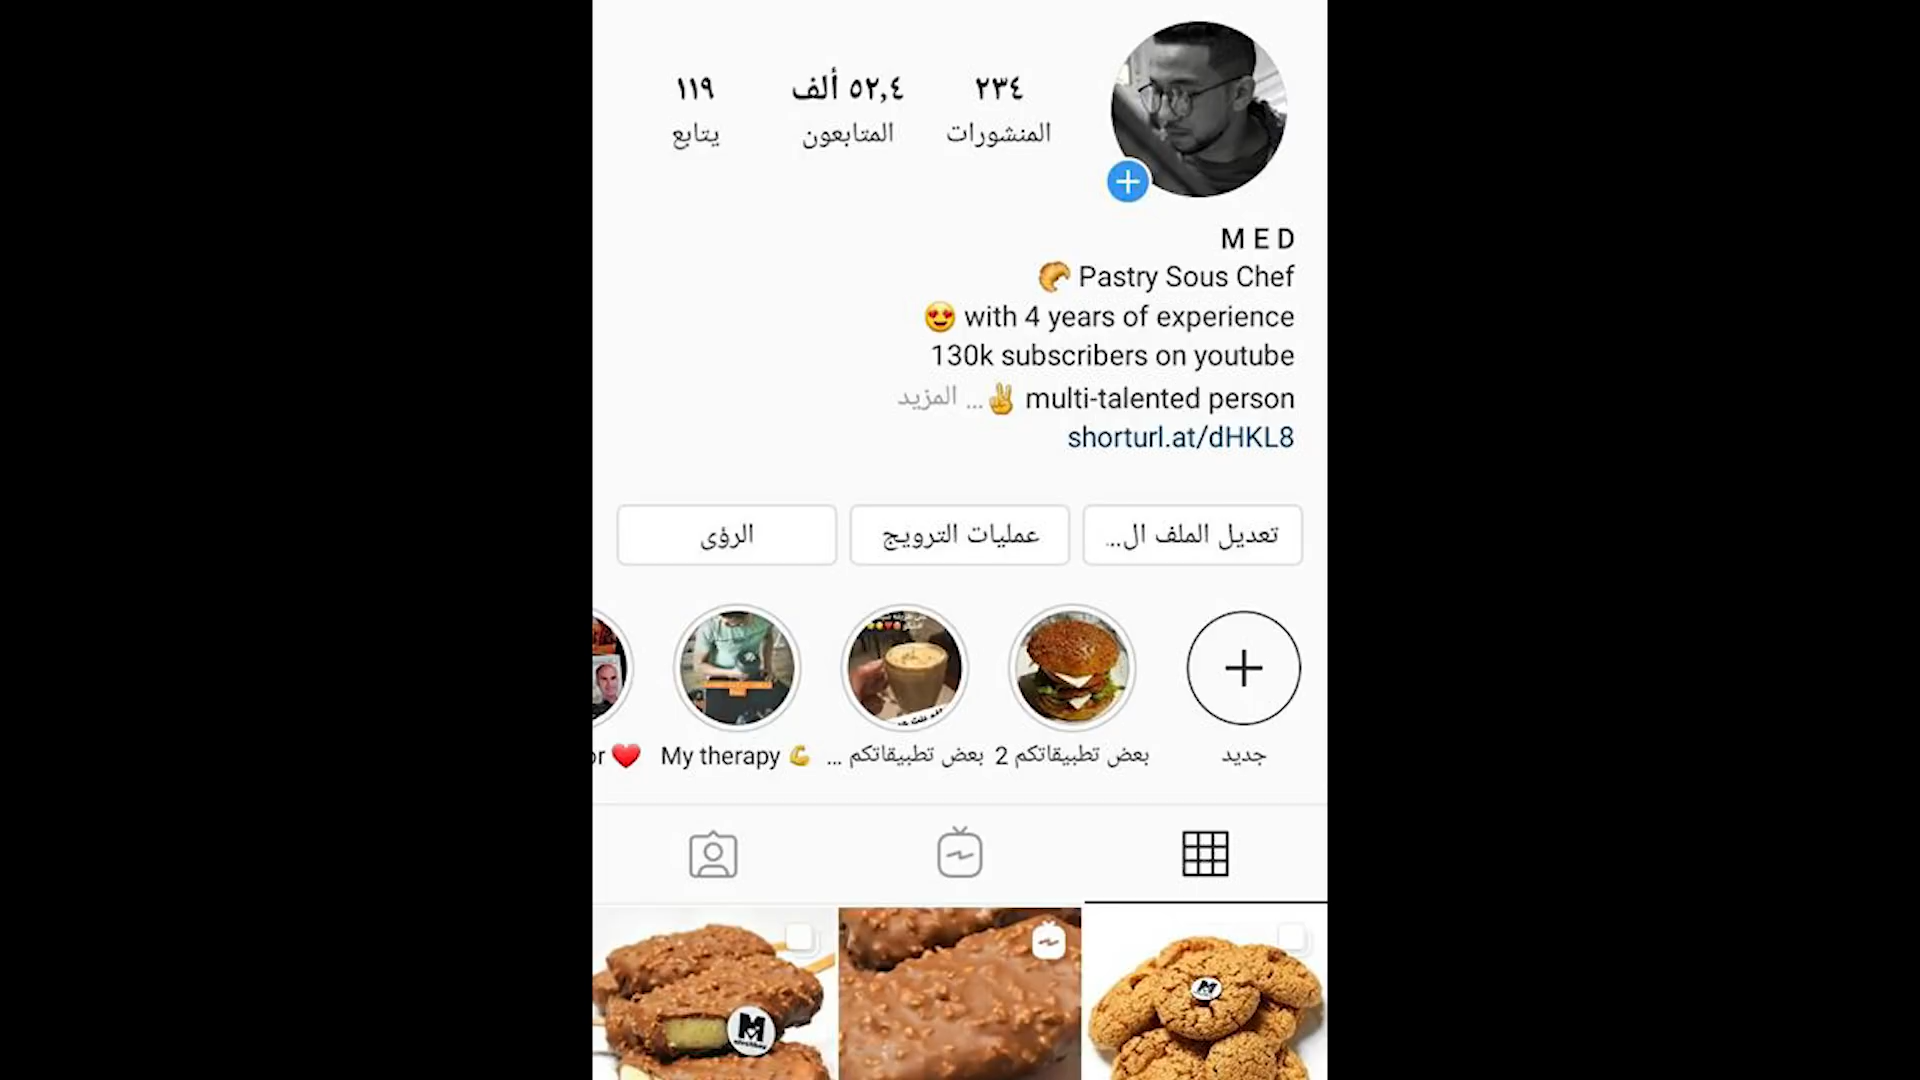 ٢٣٤
٥٢,٤ ألف
١١٩
المنشورات
المتابعون
يتابع
M E D
🥐 Pastry Sous Chef
😍 with 4 years of experience
130k subscribers on youtube
multi-talented person ✌ ... المزيد
shorturl.at/dHKL8
تعديل الملف ال...
عمليات الترويج
الرؤى
جديد
بعض تطبيقاتكم 2
بعض تطبيقاتكم ...
My therapy 💪
or ❤️
M
M